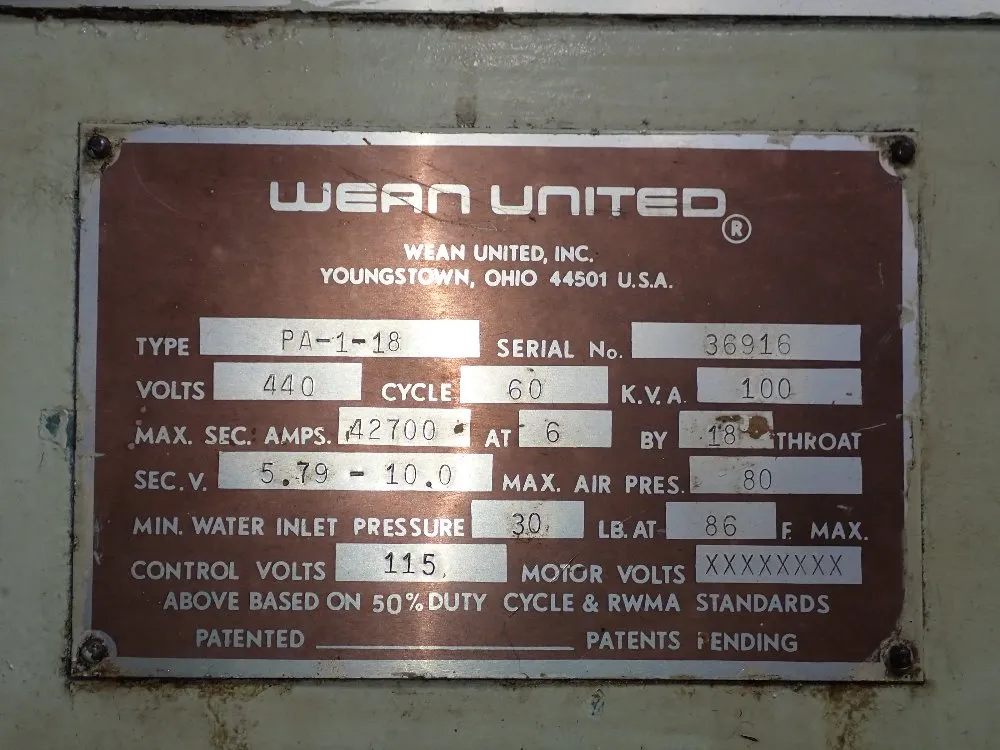 WEAN UNITED®
WEAN UNITED, INC.
YOUNGSTOWN, OHIO 44501 U.S.A.
TYPE PA-1-18 SERIAL No. 36916
VOLTS 440 CYCLE 60 K.V.A. 100
MAX. SEC. AMPS. 42700 AT 6 BY 18 THROAT
SEC. V. 5.79 - 10.0 MAX. AIR PRES. 80
MIN. WATER INLET PRESSURE 30 LB. AT 86 F. MAX.
CONTROL VOLTS 115 MOTOR VOLTS XXXXXXXX
ABOVE BASED ON 50% DUTY CYCLE & RWMA STANDARDS
PATENTED ____________ PATENTS PENDING